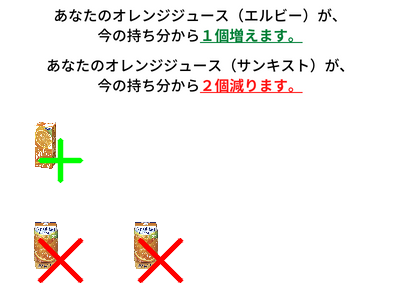 あなたのオレンジジュース（エルビー）が、
今の持ち分から１個増えます。
あなたのオレンジジュース（サンキスト）が、
今の持ち分から２個減ります。